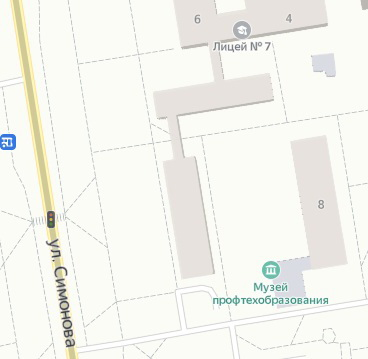 6
4
Лицей № 7
8
ул. Симонова
Музей
профтехобразования